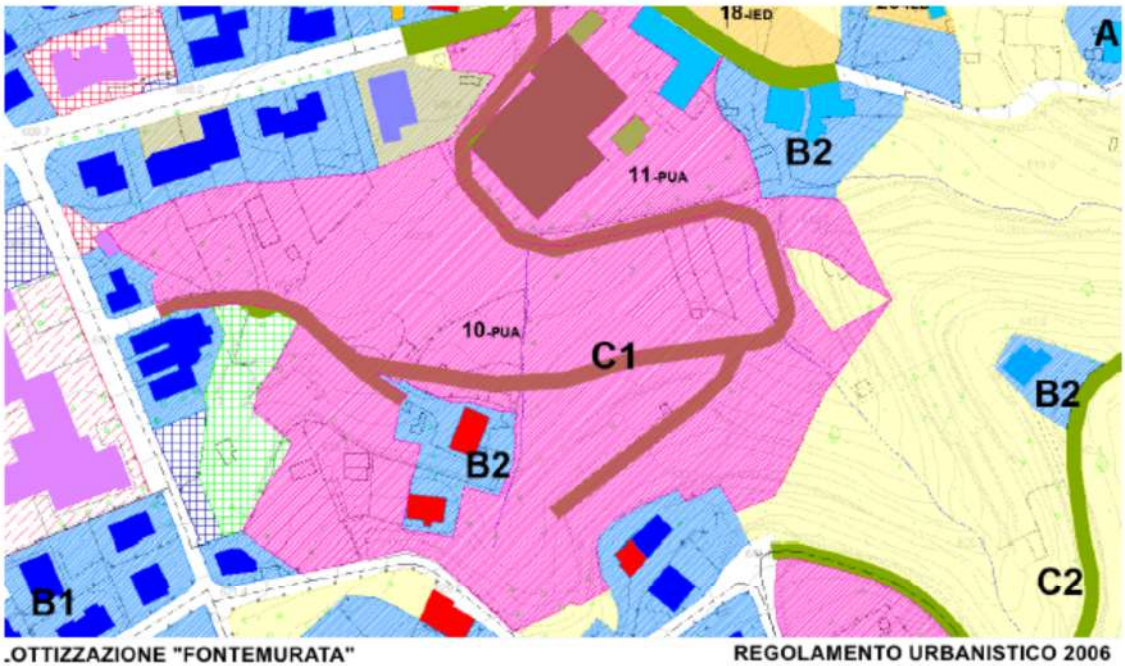 18-IED
A
B2
11-PUA
10-PUA
C1
B2
B2
B1
C2
.OTTIZZAZIONE "FONTEMURATA"
REGOLAMENTO URBANISTICO 2006